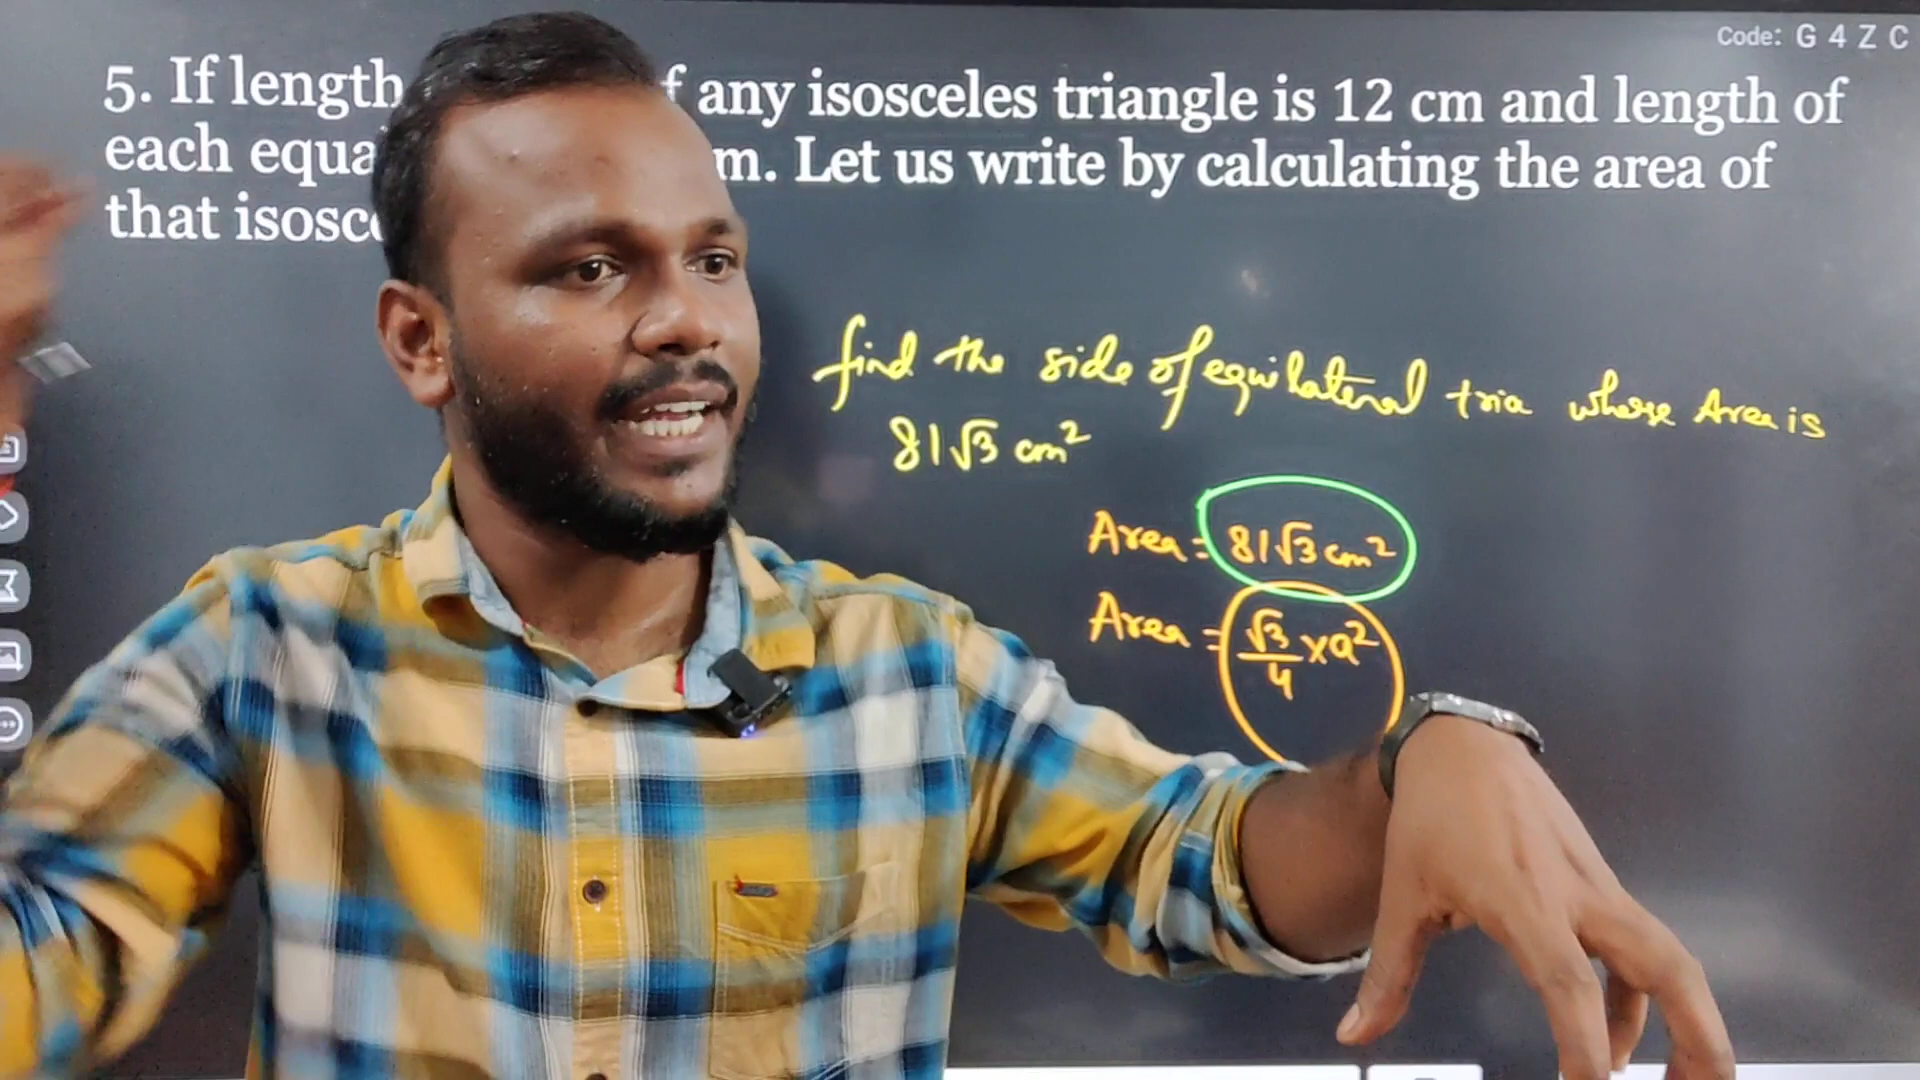 Code: G 4 Z C
5. If length f any isosceles triangle is 12 cm and length of
each equa m. Let us write by calculating the area of
that isosce
find the side of equilateral tria whose Area is
81√3 cm²
Area = 81√3 cm²
Area = √3/4 × a²